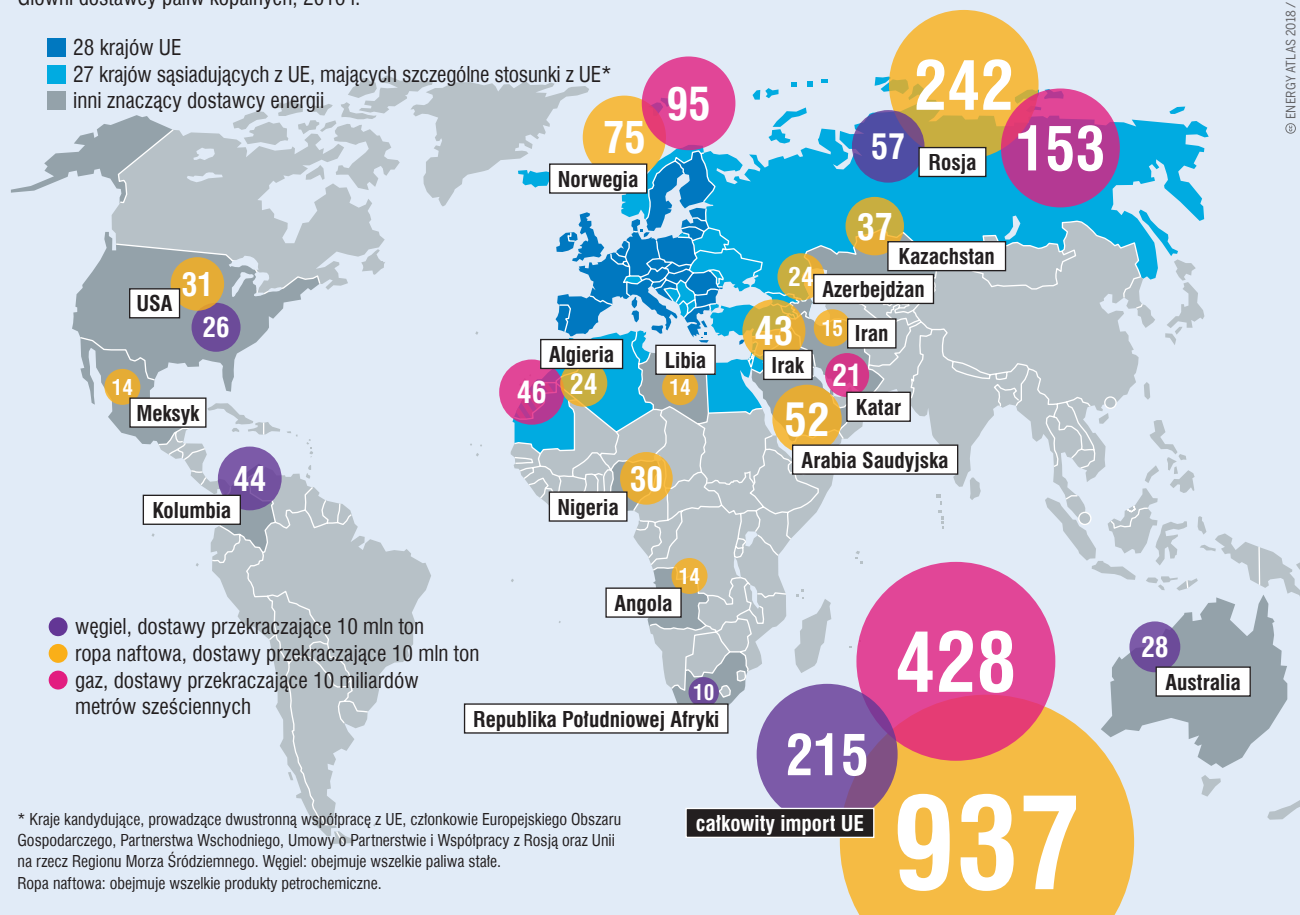 Główni dostawcy paliw kopalnych, 2016 r.
© ENERGY ATLAS 2018 /
28 krajów UE
27 krajów sąsiadujących z UE, mających szczególne stosunki z UE*
inni znaczący dostawcy energii
242
95
75
57
153
Rosja
Norwegia
37
Kazachstan
31
24
Azerbejdżan
USA
26
43
15
Iran
Algieria
Libia
Irak
14
46
24
14
21
Meksyk
Katar
52
Arabia Saudyjska
44
30
Kolumbia
Nigeria
14
Angola
węgiel, dostawy przekraczające 10 mln ton
ropa naftowa, dostawy przekraczające 10 mln ton
gaz, dostawy przekraczające 10 miliardów
metrów sześciennych
428
28
Australia
10
Republika Południowej Afryki
215
całkowity import UE
937
* Kraje kandydujące, prowadzące dwustronną współpracę z UE, członkowie Europejskiego Obszaru
Gospodarczego, Partnerstwa Wschodniego, Umowy o Partnerstwie i Współpracy z Rosją oraz Unii
na rzecz Regionu Morza Śródziemnego. Węgiel: obejmuje wszelkie paliwa stałe.
Ropa naftowa: obejmuje wszelkie produkty petrochemiczne.